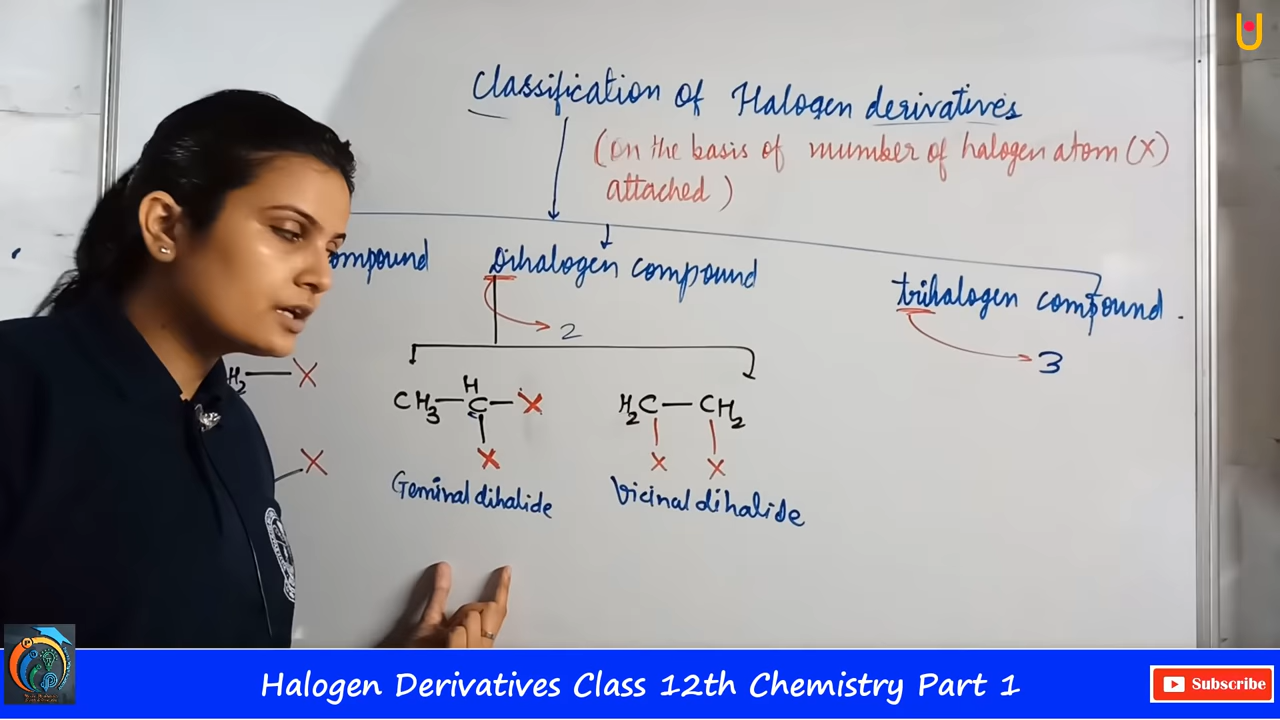 Classification of Halogen derivatives
(on the basis of number of halogen atom (X)
attached)
ompound
Dihalogen compound
trihalogen compound.
2
3
H2—X
X
CH3—C—X
H
X
H2C—CH2
X X
Geminal dihalide
Vicinal dihalide
Halogen Derivatives Class 12th Chemistry Part 1
Subscribe